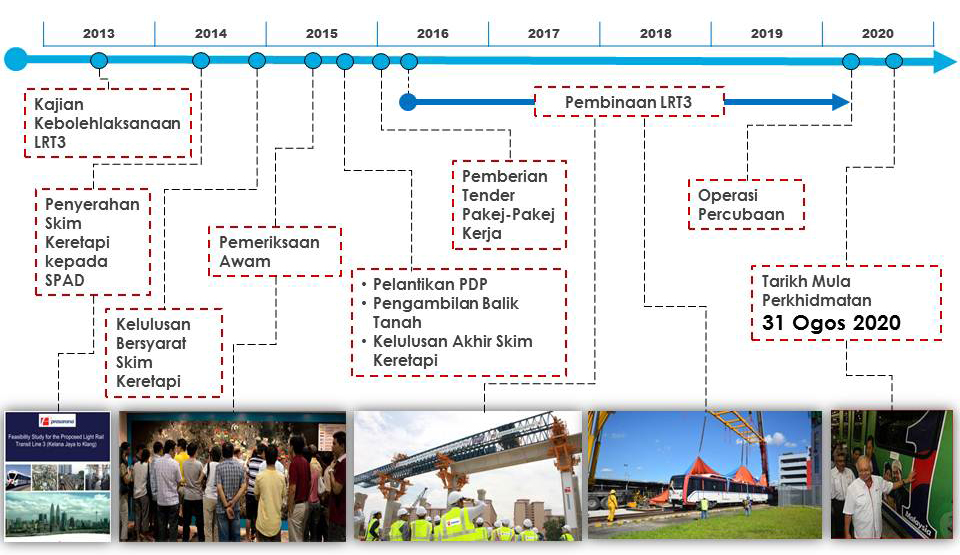 2013
2014
2015
2016
2017
2018
2019
2020
Kajian
Kebolehlaksanaan
LRT3
Pembinaan LRT3
Penyerahan
Skim
Keretapi
kepada
SPAD
Pemeriksaan
Awam
Pemberian
Tender
Pakej-Pakej
Kerja
Operasi
Percubaan
Kelulusan
Bersyarat
Skim
Keretapi
• Pelantikan PDP
• Pengambilan Balik
Tanah
• Kelulusan Akhir Skim
Keretapi
Tarikh Mula
Perkhidmatan
31 Ogos 2020
prasarana
Feasibility Study for the Proposed Light Rail
Transit Line 3 (Kelana Jaya to Klang)
1
Malaysia